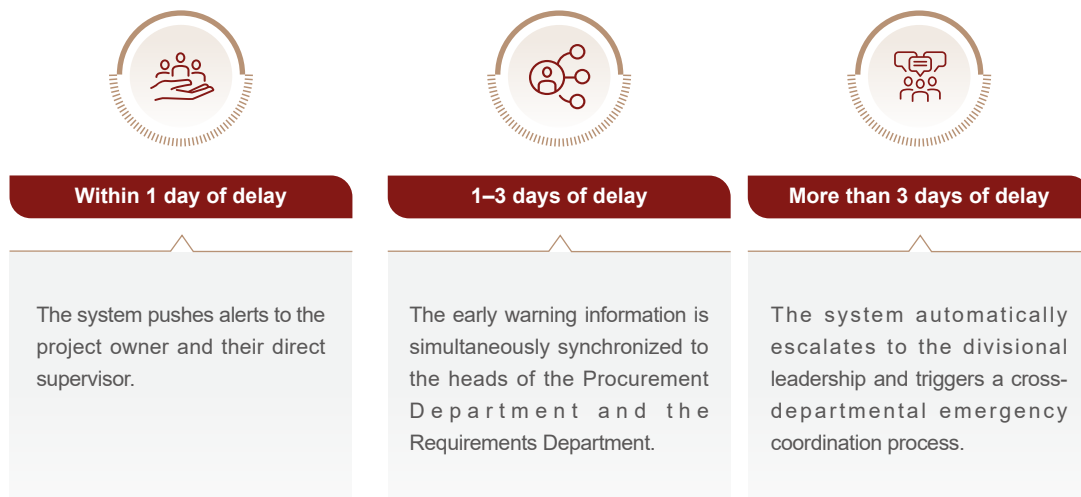 Within 1 day of delay
The system pushes alerts to the
project owner and their direct
supervisor.
1–3 days of delay
The early warning information is
simultaneously synchronized to
the heads of the Procurement
Department and the
Requirements Department.
More than 3 days of delay
The system automatically
escalates to the divisional
leadership and triggers a cross-
departmental emergency
coordination process.